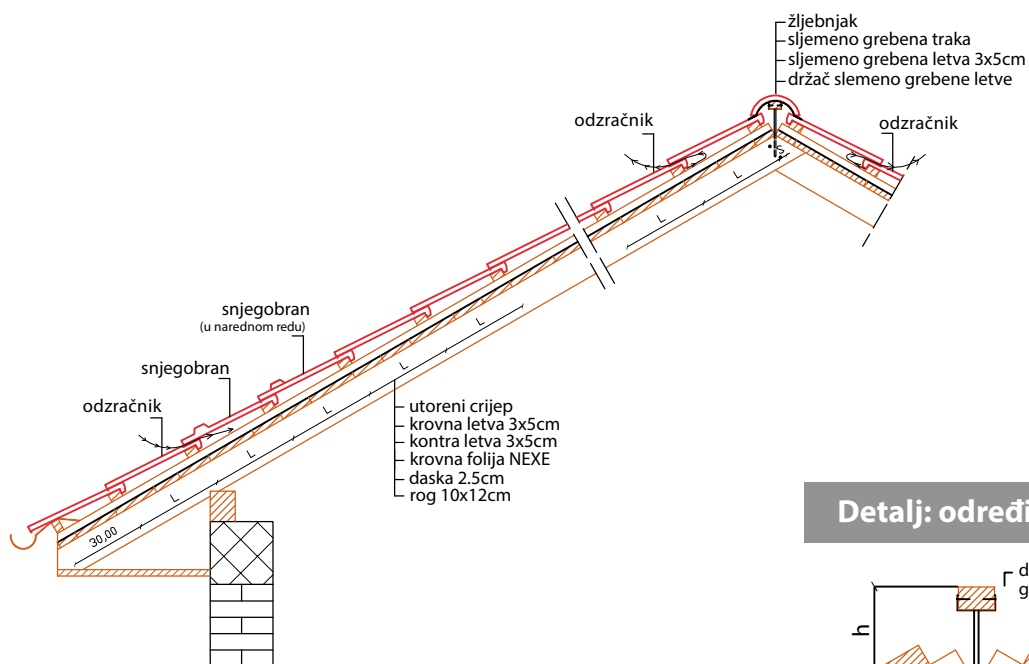 žljebnjak
sljemeno grebena traka
sljemeno grebena letva 3x5cm
držač slemeno grebene letve
odzračnik
odzračnik
S
L
L
snjegobran
(u narednom redu)
snjegobran
odzračnik
L
L
L
L
L
30,00
utoreni crijep
krovna letva 3x5cm
kontra letva 3x5cm
krovna folija NEXE
daska 2.5cm
rog 10x12cm
Detalj: određi
d
g
h